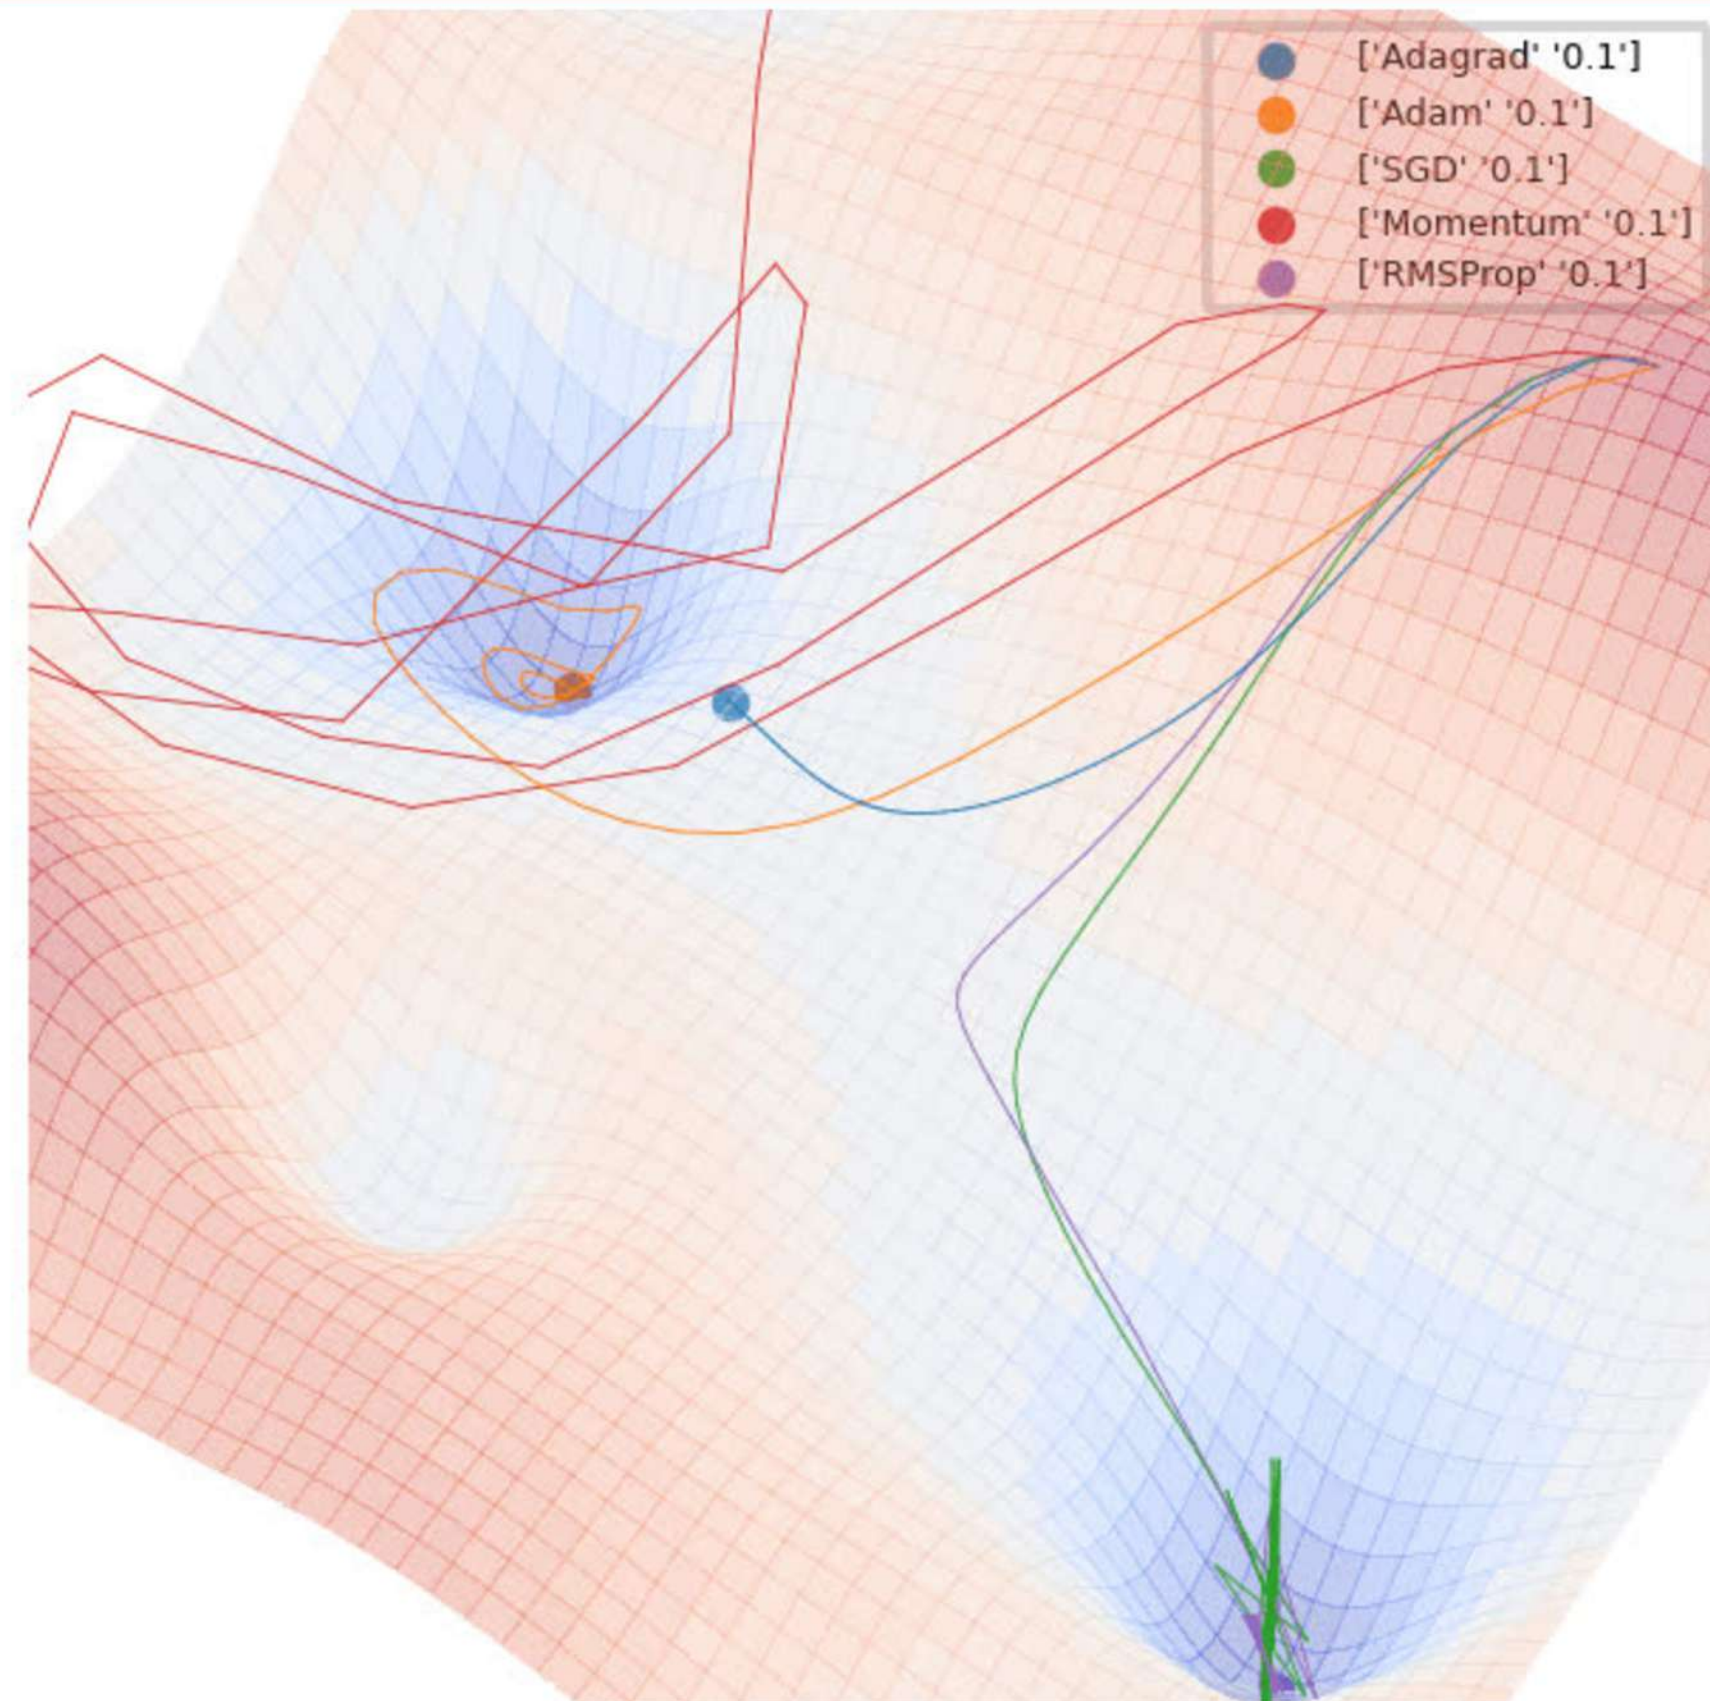 ['Adagrad' '0.1']
['Adam' '0.1']
['SGD' '0.1']
['Momentum' '0.1']
['RMSProp' '0.1']